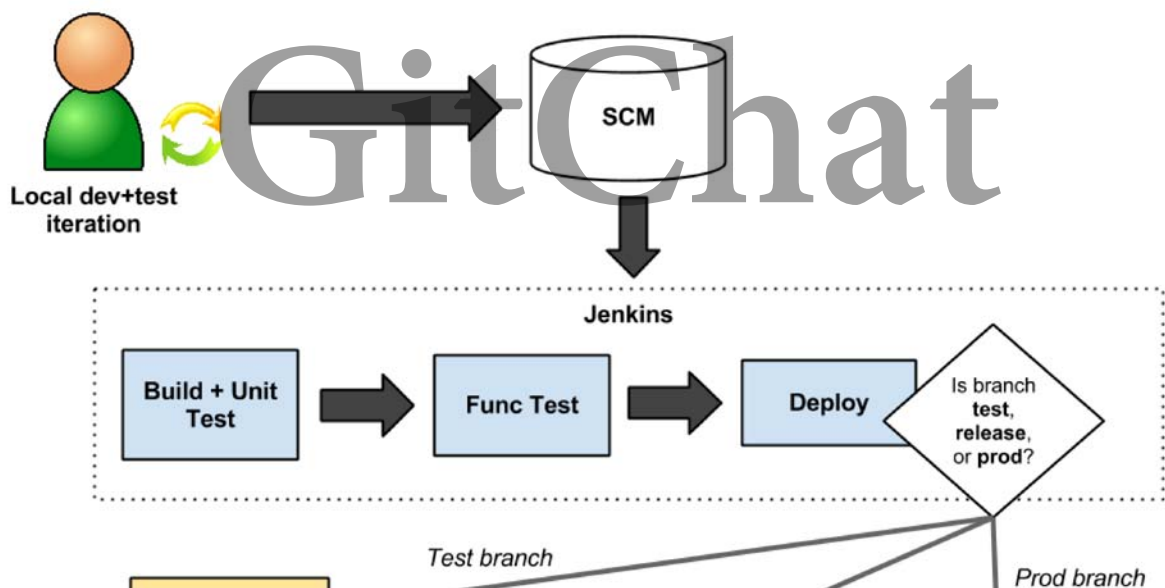 GitChat
SCM
Local dev+test
iteration
Jenkins
Build + Unit
Test
Func Test
Deploy
Is branch
test,
release,
or prod?
Test branch
Prod branch